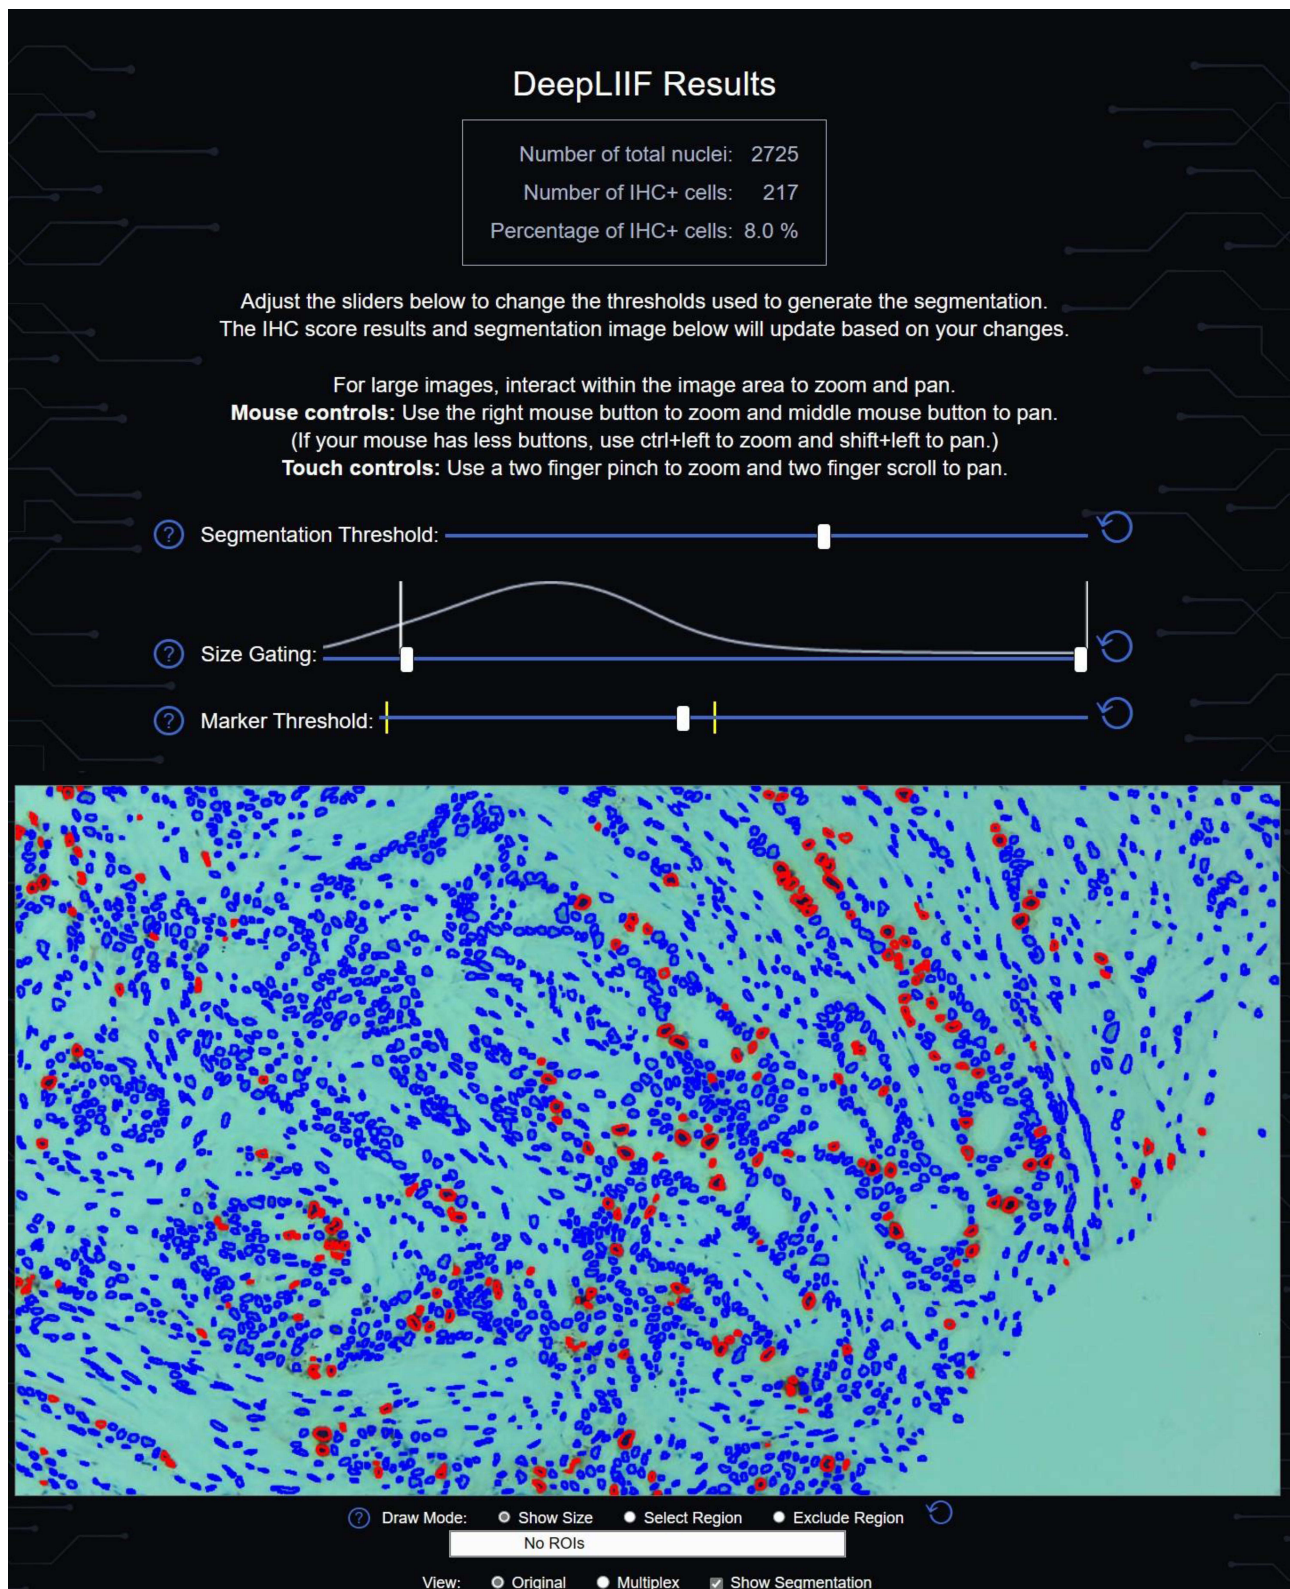 DeepLIIF Results
Number of total nuclei: 2725
Number of IHC+ cells: 217
Percentage of IHC+ cells: 8.0 %
Adjust the sliders below to change the thresholds used to generate the segmentation.
The IHC score results and segmentation image below will update based on your changes.
For large images, interact within the image area to zoom and pan.
Mouse controls: Use the right mouse button to zoom and middle mouse button to pan.
(If your mouse has less buttons, use ctrl+left to zoom and shift+left to pan.)
Touch controls: Use a two finger pinch to zoom and two finger scroll to pan.
? Segmentation Threshold:
? Size Gating:
? Marker Threshold:
? Draw Mode: Show Size Select Region Exclude Region
No ROIs
View: Original Multiplex Show Segmentation